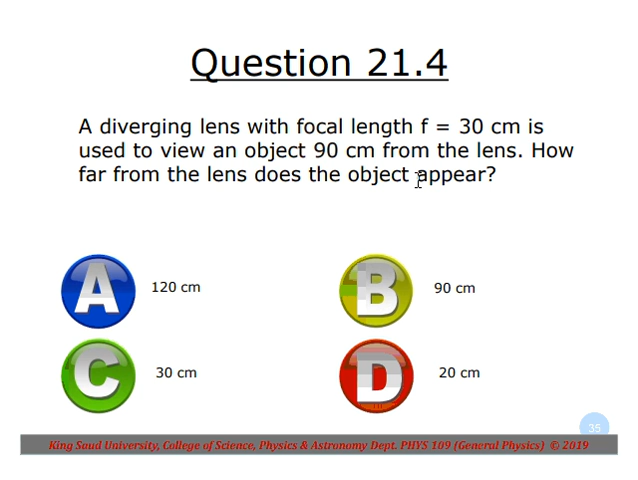 Question 21.4
A diverging lens with focal length f = 30 cm is
used to view an object 90 cm from the lens. How
far from the lens does the object appear?
A 120 cm
B 90 cm
C 30 cm
D 20 cm
35
King Saud University, College of Science, Physics & Astronomy Dept. PHYS 109 (General Physics) © 2019